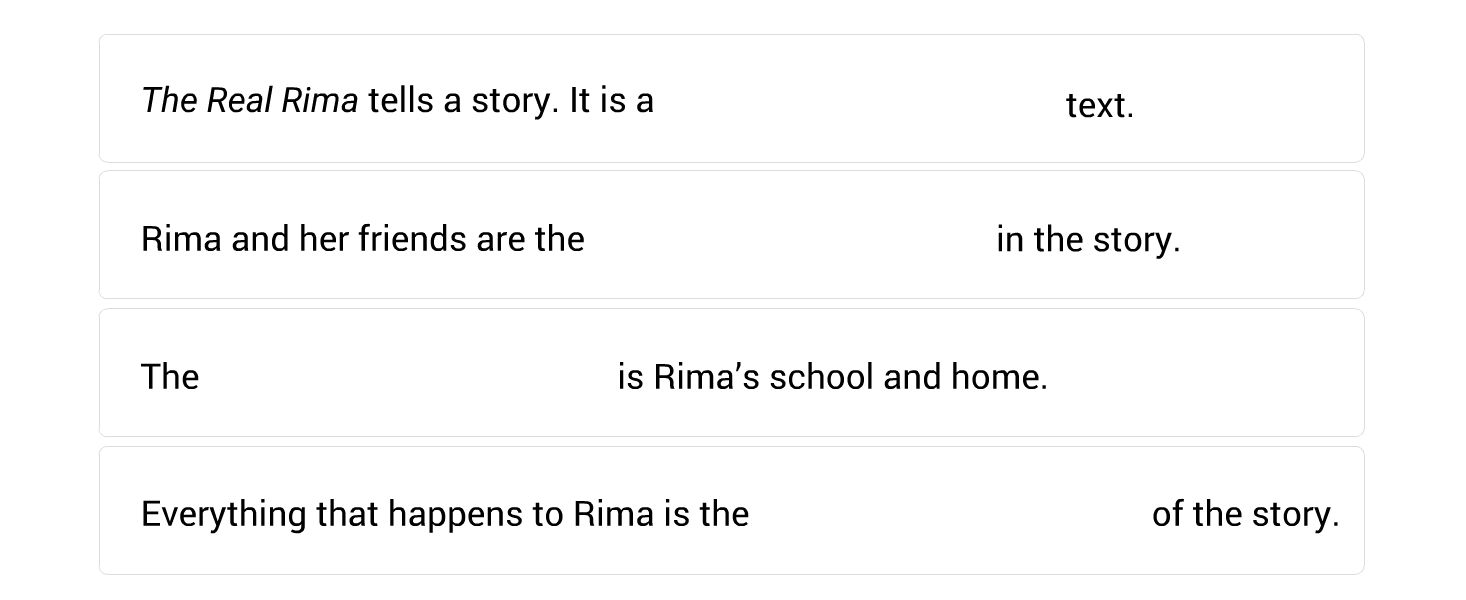 The Real Rima tells a story. It is a text.
Rima and her friends are the in the story.
The is Rima’s school and home.
Everything that happens to Rima is the of the story.